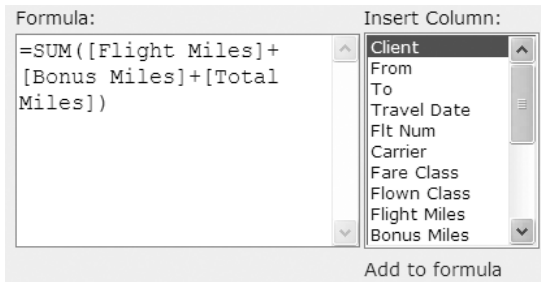 Formula:
=SUM([Flight Miles]+
[Bonus Miles]+[Total
Miles])
Insert Column:
Client
From
To
Travel Date
Flt Num
Carrier
Fare Class
Flown Class
Flight Miles
Bonus Miles
Add to formula